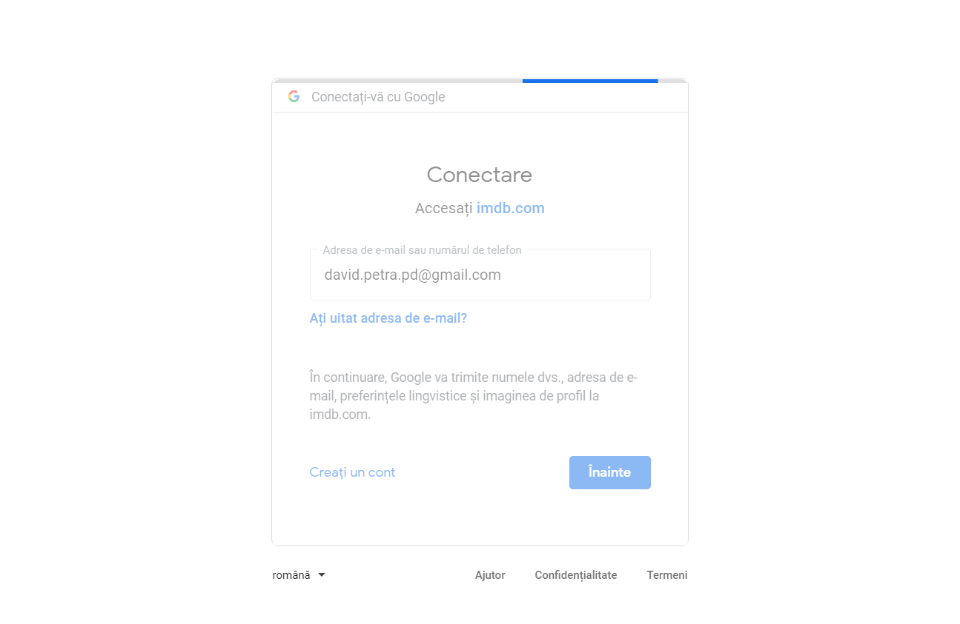 Conectați-vă cu Google
Conectare
Accesați imdb.com
Adresa de e-mail sau numărul de telefon
david.petra.pd@gmail.com
Ați uitat adresa de e-mail?
În continuare, Google va trimite numele dvs., adresa de e-
mail, preferințele lingvistice și imaginea de profil la
imdb.com.
Creați un cont
Înainte
română
Ajutor
Confidențialitate
Termeni